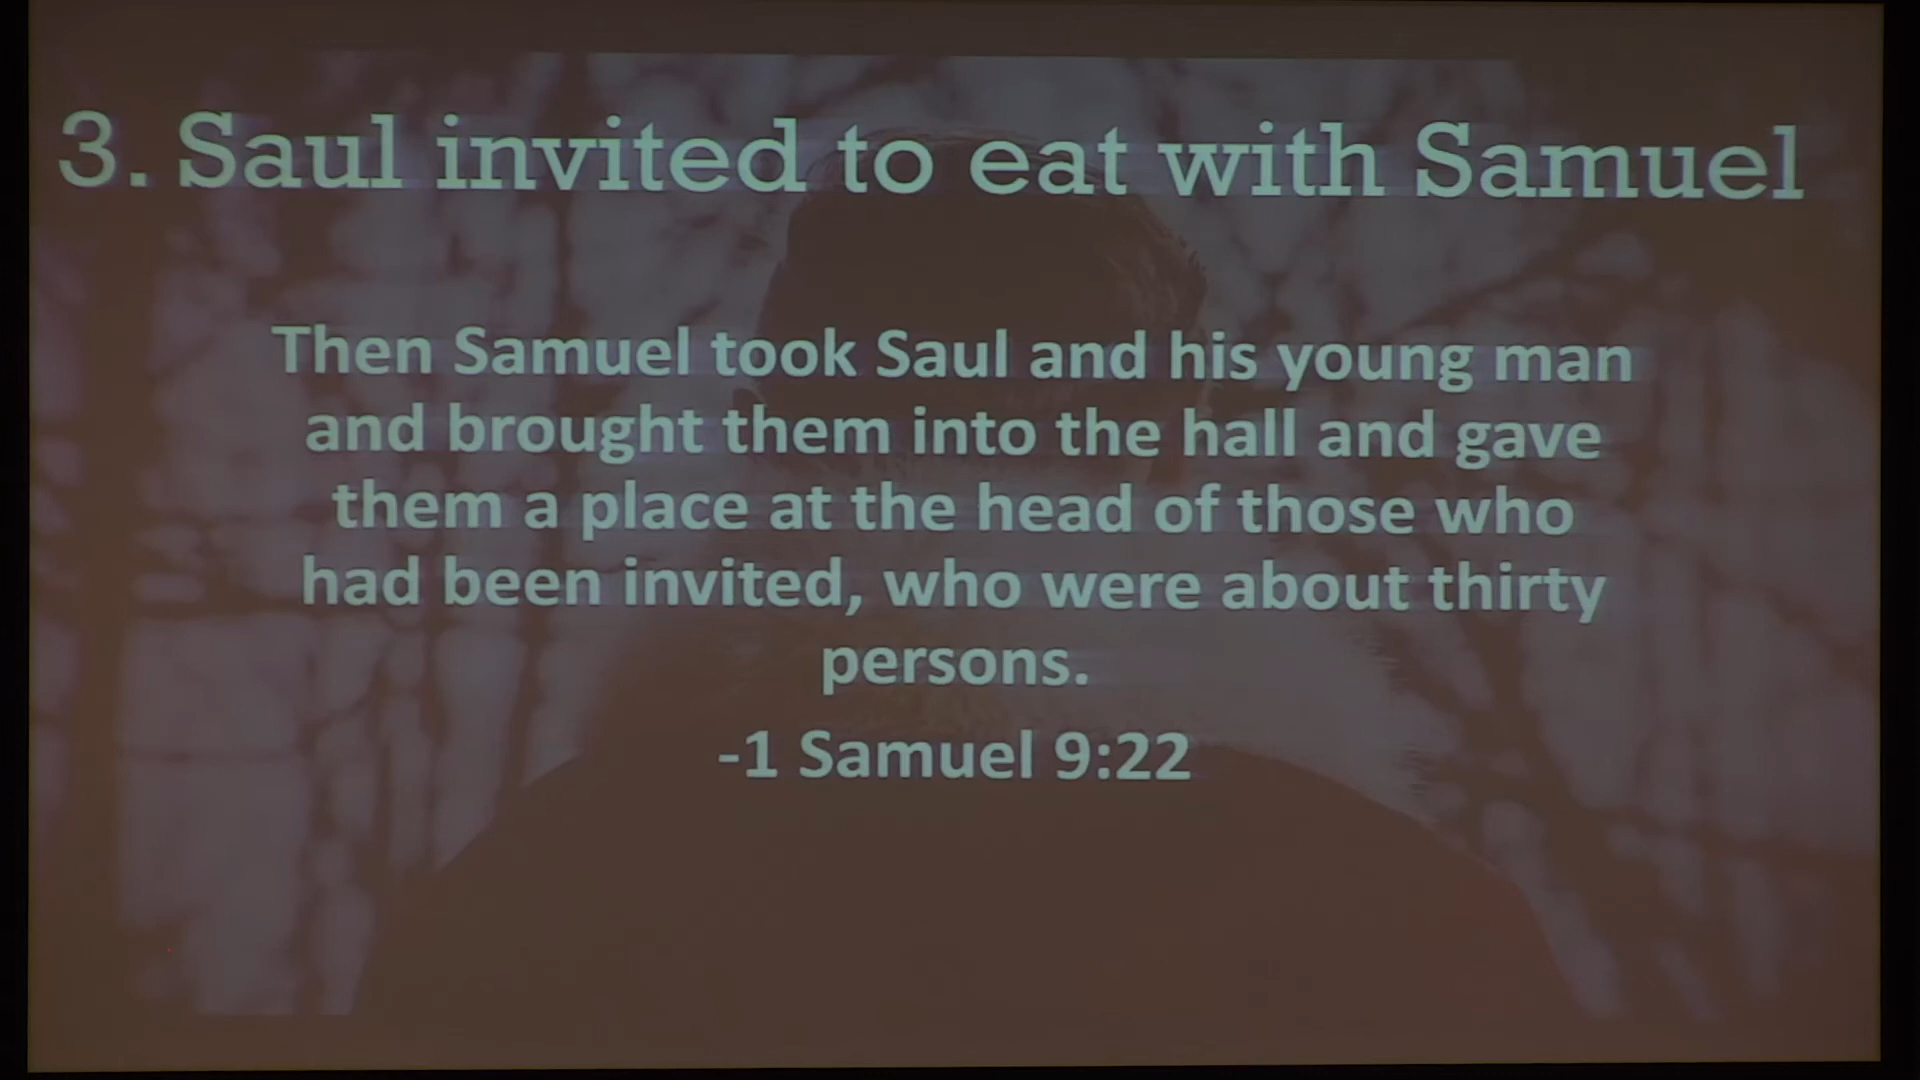 3. Saul invited to eat with Samuel
Then Samuel took Saul and his young man
and brought them into the hall and gave
them a place at the head of those who
had been invited, who were about thirty
persons.
-1 Samuel 9:22